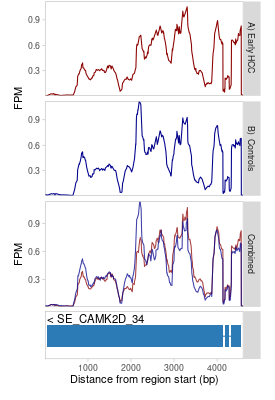 0.9
0.6
0.3
A) Early HCC
FPM
0.9
0.6
0.3
B) Controls
0.9
0.6
0.3
FPM
Combined
< SE_CAMK2D_34
1000 2000 3000 4000
Distance from region start (bp)